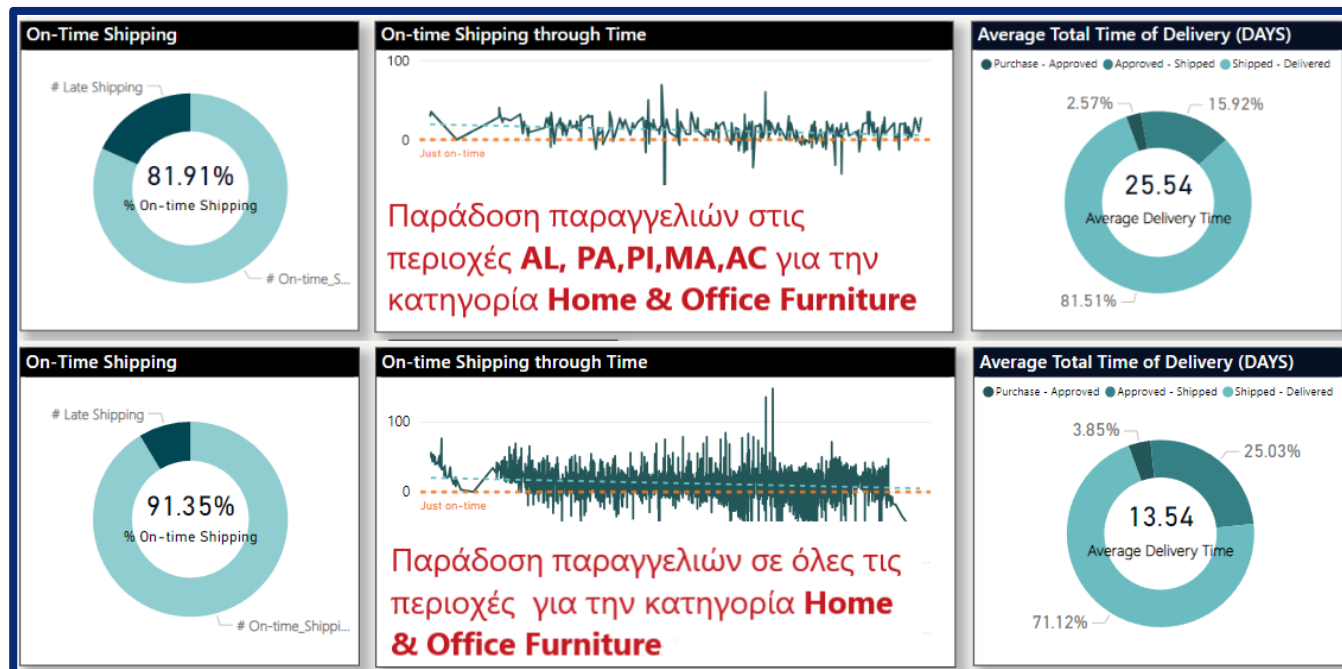 On-Time Shipping
# Late Shipping
81.91%
% On-time Shipping
# On-time_S...
On-time Shipping through Time
100
0
Just on-time
Παράδοση παραγγελιών στις
περιοχές AL, PA,PI,MA,AC για την
κατηγορία Home & Office Furniture
Average Total Time of Delivery (DAYS)
Purchase - Approved Approved - Shipped Shipped - Delivered
2.57%
15.92%
25.54
Average Delivery Time
81.51%
On-Time Shipping
# Late Shipping
91.35%
% On-time Shipping
# On-time_Shippi...
On-time Shipping through Time
100
0
Just on-time
Παράδοση παραγγελιών σε όλες τις
περιοχές για την κατηγορία Home
& Office Furniture
Average Total Time of Delivery (DAYS)
Purchase - Approved Approved - Shipped Shipped - Delivered
3.85%
25.03%
13.54
Average Delivery Time
71.12%